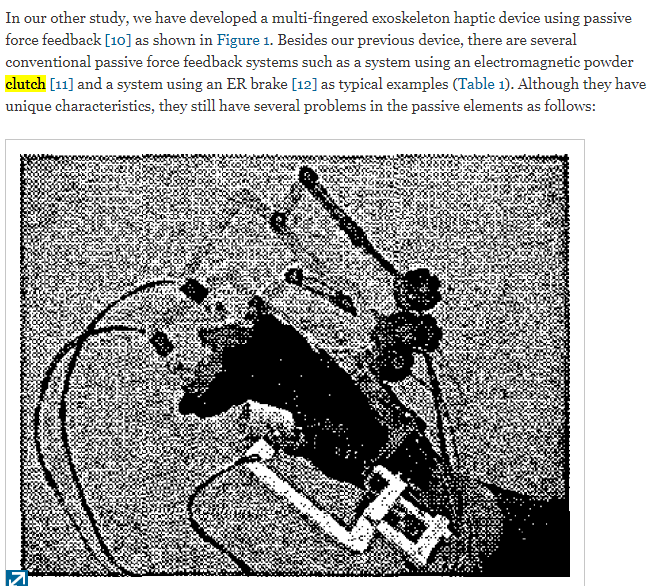 In our other study, we have developed a multi-fingered exoskeleton haptic device using passive
force feedback [10] as shown in Figure 1. Besides our previous device, there are several
conventional passive force feedback systems such as a system using an electromagnetic powder
clutch [11] and a system using an ER brake [12] as typical examples (Table 1). Although they have
unique characteristics, they still have several problems in the passive elements as follows: